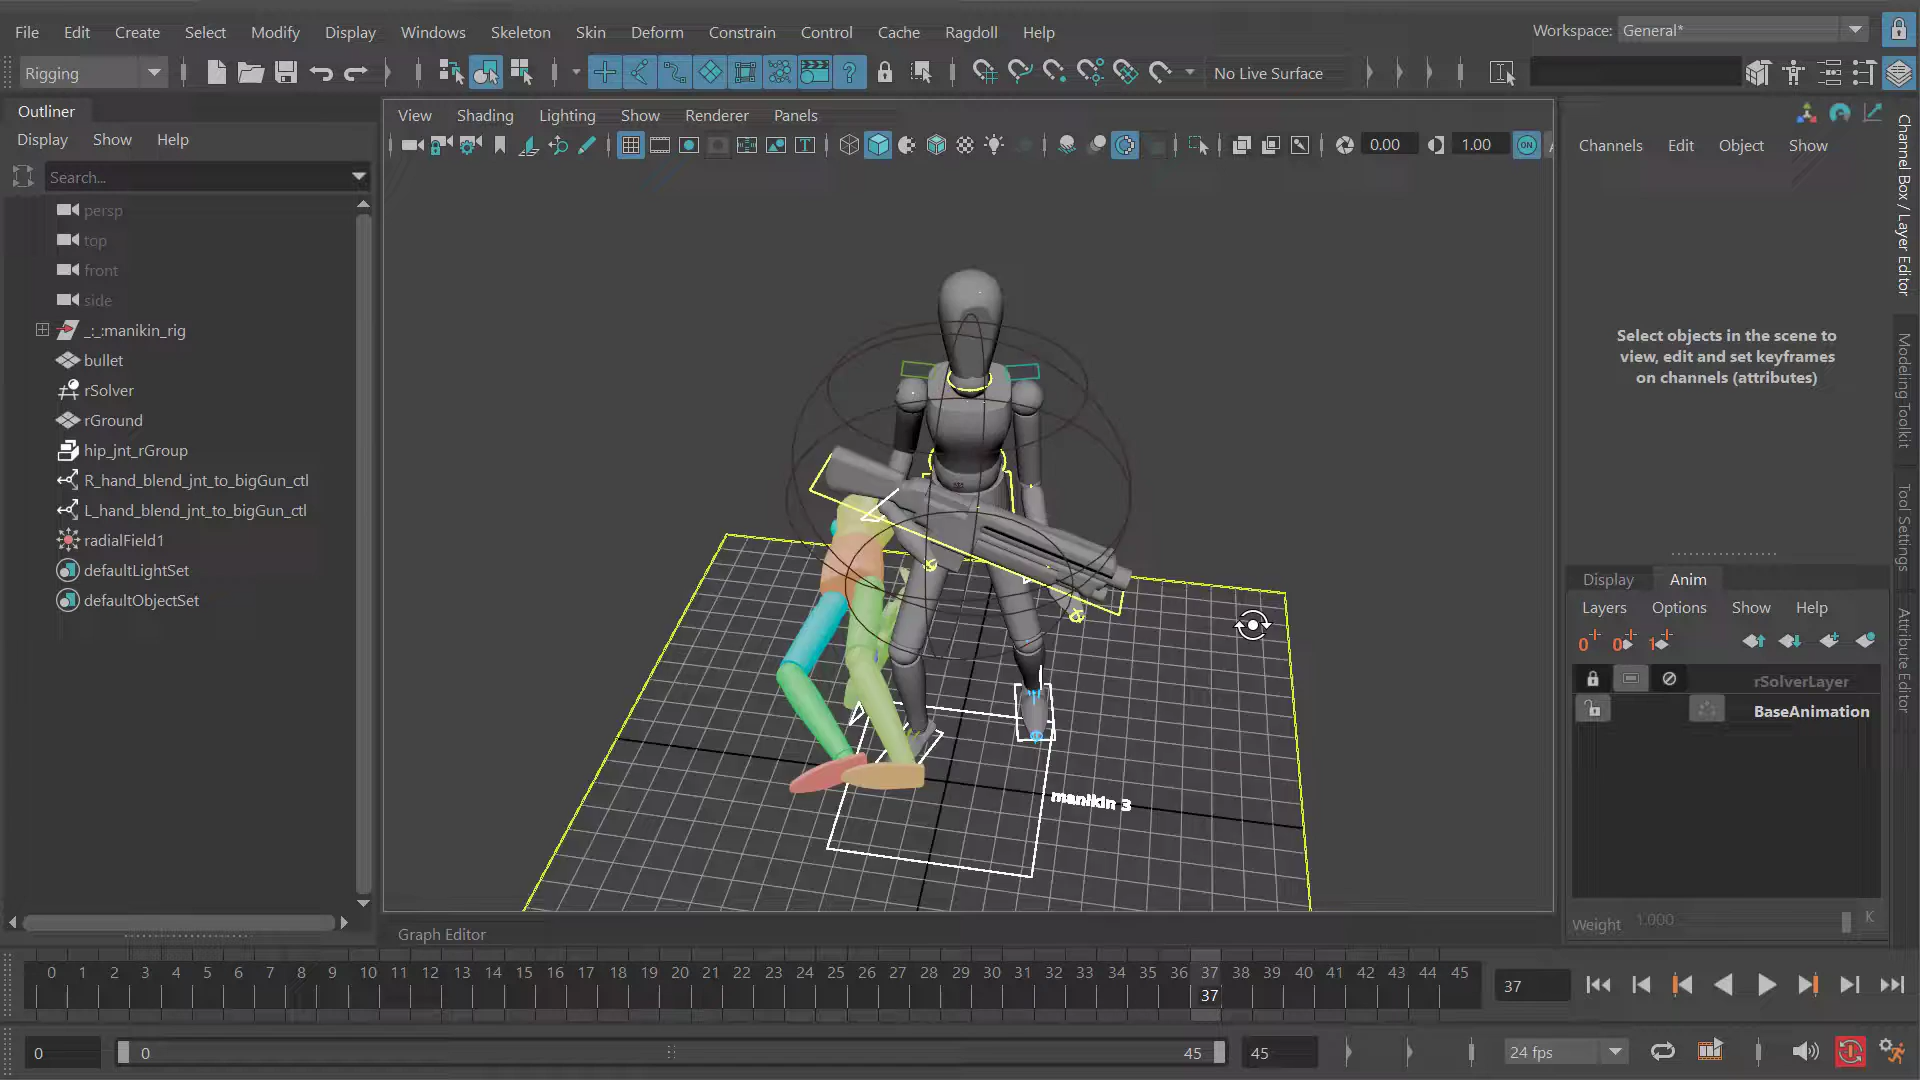 File Edit Create Select Modify Display Windows Skeleton Skin Deform Constrain Control Cache Ragdoll Help
Workspace: General*
Rigging
No Live Surface
Outliner
Display Show Help
Search...
persp
top
front
side
_:_:manikin_rig
bullet
rSolver
rGround
hip_jnt_rGroup
R_hand_blend_jnt_to_bigGun_ctl
L_hand_blend_jnt_to_bigGun_ctl
radialField1
defaultLightSet
defaultObjectSet
View Shading Lighting Show Renderer Panels
0.00
1.00
ON
manikin 3
Graph Editor
Channels Edit Object Show
Select objects in the scene to
view, edit and set keyframes
on channels (attributes)
Display Anim
Layers Options Show Help
rSolverLayer
BaseAnimation
Weight 1.000 K
Channel Box / Layer Editor
Modeling Toolkit
Tool Settings
Attribute Editor
0 1 2 3 4 5 6 7 8 9 10 11 12 13 14 15 16 17 18 19 20 21 22 23 24 25 26 27 28 29 30 31 32 33 34 35 36 37 38 39 40 41 42 43 44 45
37
37
0
0
45
45
24 fps